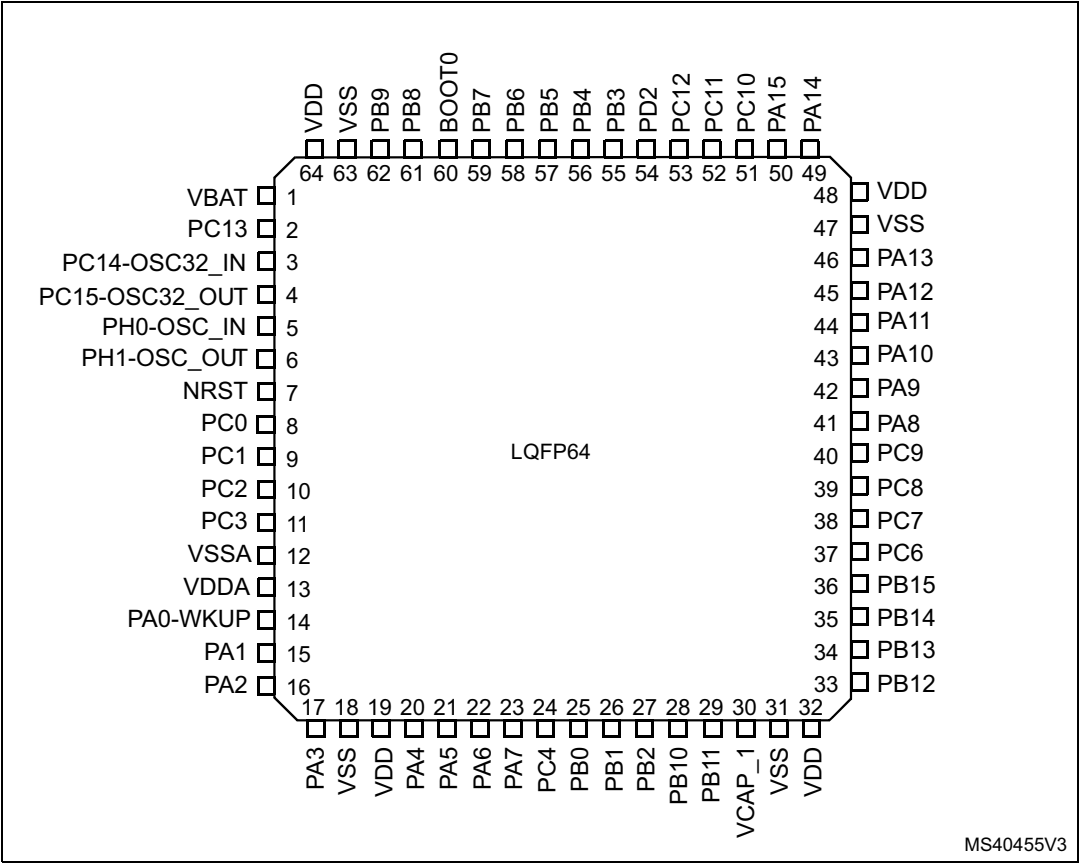 VDD
VSS
PB9
PB8
BOOT0
PB7
PB6
PB5
PB4
PB3
PD2
PC12
PC11
PC10
PA15
PA14
64 63 62 61 60 59 58 57 56 55 54 53 52 51 50 49
VBAT 1
PC13 2
PC14-OSC32_IN 3
PC15-OSC32_OUT 4
PH0-OSC_IN 5
PH1-OSC_OUT 6
NRST 7
PC0 8
PC1 9
PC2 10
PC3 11
VSSA 12
VDDA 13
PA0-WKUP 14
PA1 15
PA2 16
LQFP64
48 VDD
47 VSS
46 PA13
45 PA12
44 PA11
43 PA10
42 PA9
41 PA8
40 PC9
39 PC8
38 PC7
37 PC6
36 PB15
35 PB14
34 PB13
33 PB12
17 18 19 20 21 22 23 24 25 26 27 28 29 30 31 32
PA3
VSS
VDD
PA4
PA5
PA6
PA7
PC4
PB0
PB1
PB2
PB10
PB11
VCAP_1
VSS
VDD
MS40455V3